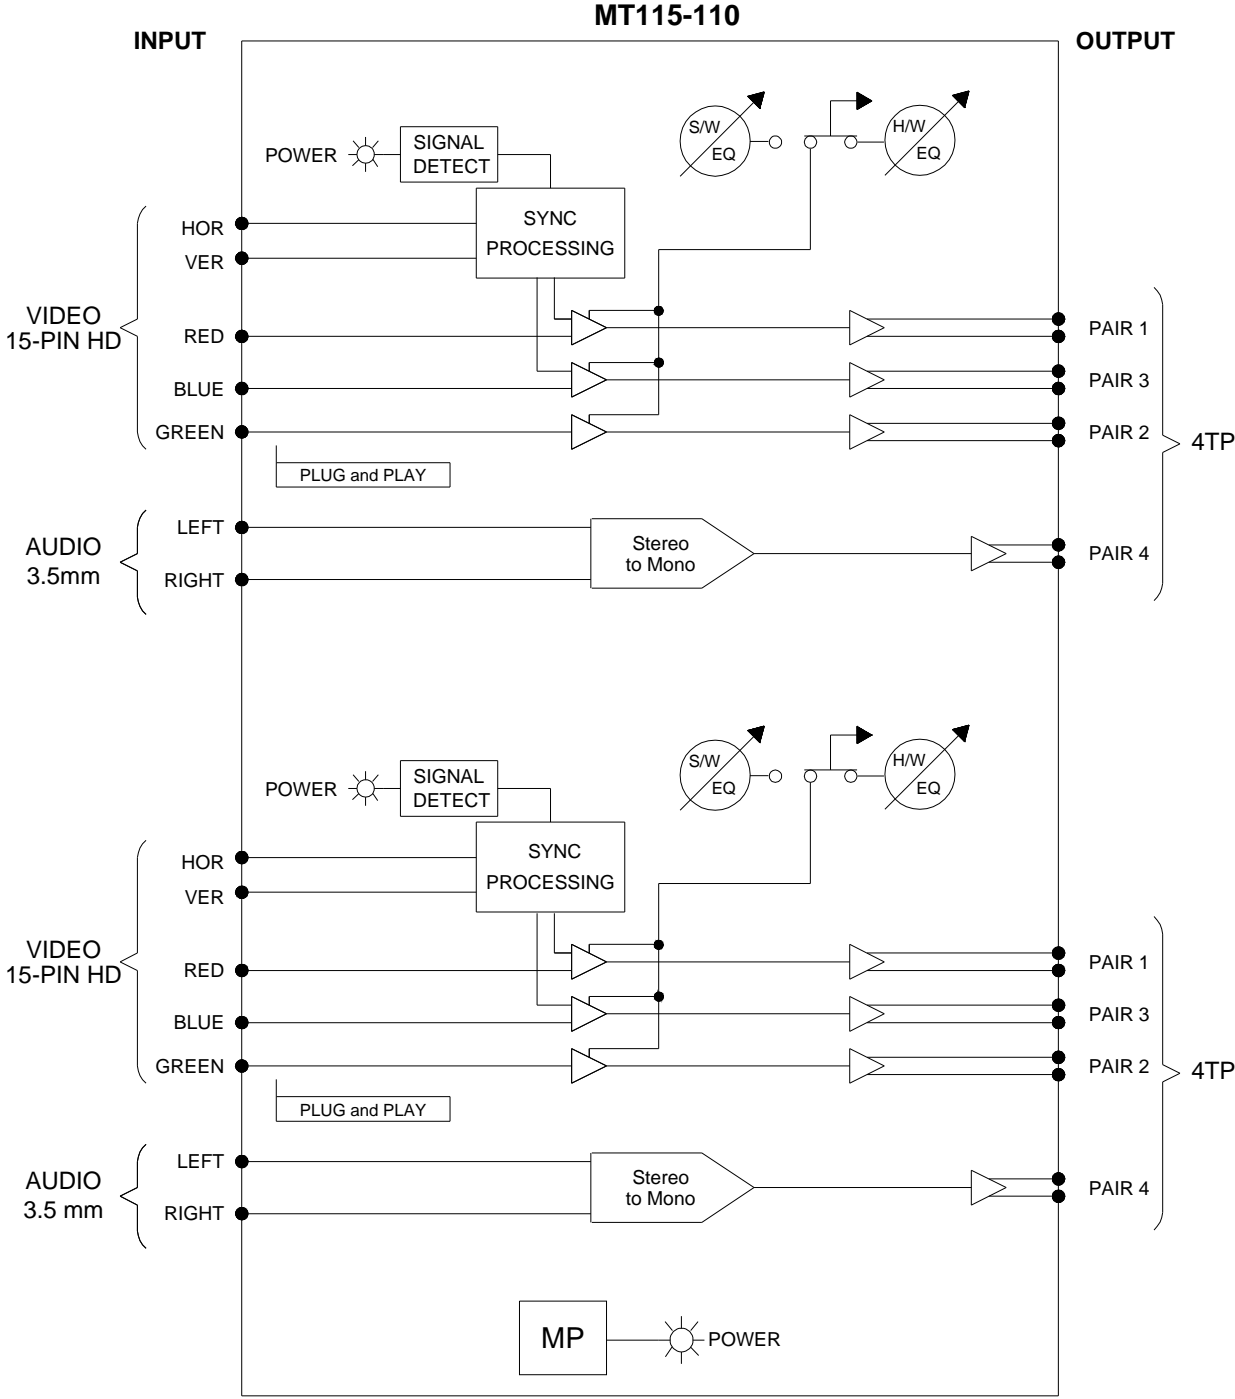 MT115-110
INPUT
OUTPUT
S/W
EQ
H/W
EQ
POWER
SIGNAL
DETECT
HOR
VER
SYNC
PROCESSING
VIDEO
15-PIN HD
RED
BLUE
GREEN
PAIR 1
PAIR 3
PAIR 2
4TP
PLUG and PLAY
AUDIO
3.5mm
LEFT
RIGHT
Stereo
to Mono
PAIR 4
S/W
EQ
H/W
EQ
POWER
SIGNAL
DETECT
HOR
VER
SYNC
PROCESSING
VIDEO
15-PIN HD
RED
BLUE
GREEN
PAIR 1
PAIR 3
PAIR 2
4TP
PLUG and PLAY
AUDIO
3.5 mm
LEFT
RIGHT
Stereo
to Mono
PAIR 4
MP
POWER